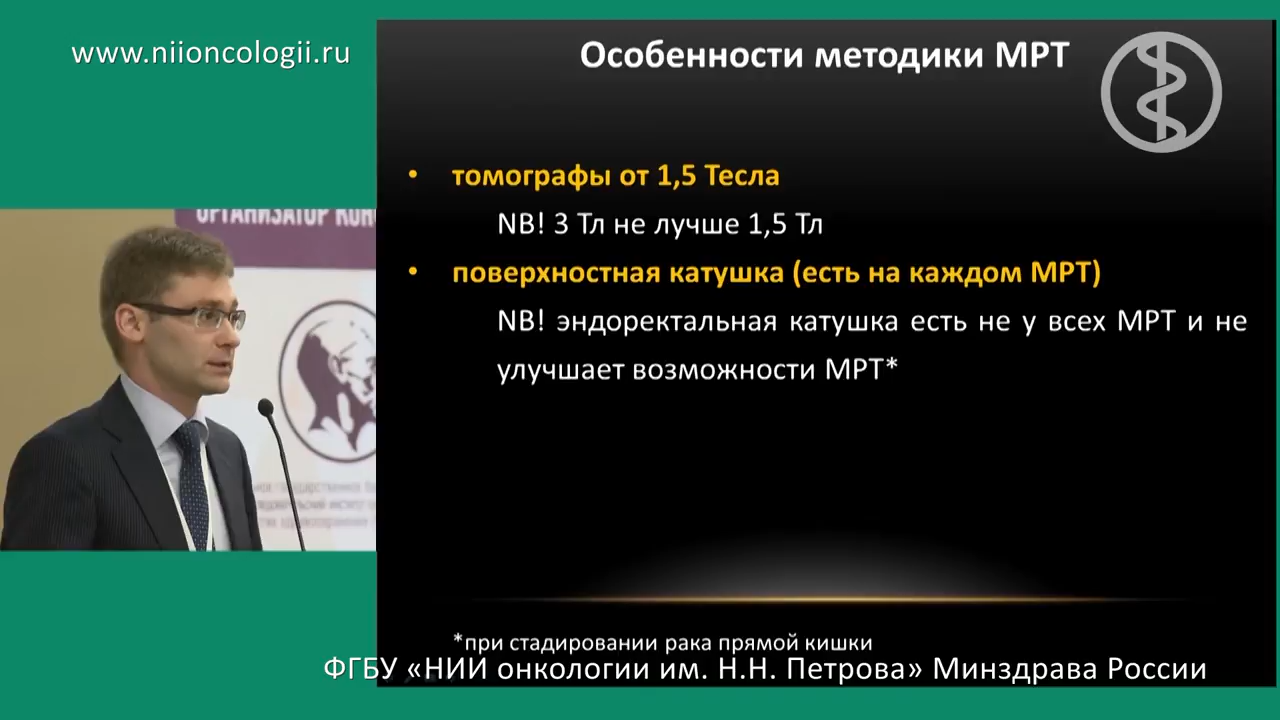 www.niioncologii.ru
Особенности методики МРТ
• томографы от 1,5 Тесла
NB! 3 Тл не лучше 1,5 Тл
• поверхностная катушка (есть на каждом МРТ)
NB! эндоректальная катушка есть не у всех МРТ и не
улучшает возможности МРТ*
*при стадировании рака прямой кишки
ФГБУ «НИИ онкологии им. Н.Н. Петрова» Минздрава России
ОРГАНИЗАТОР